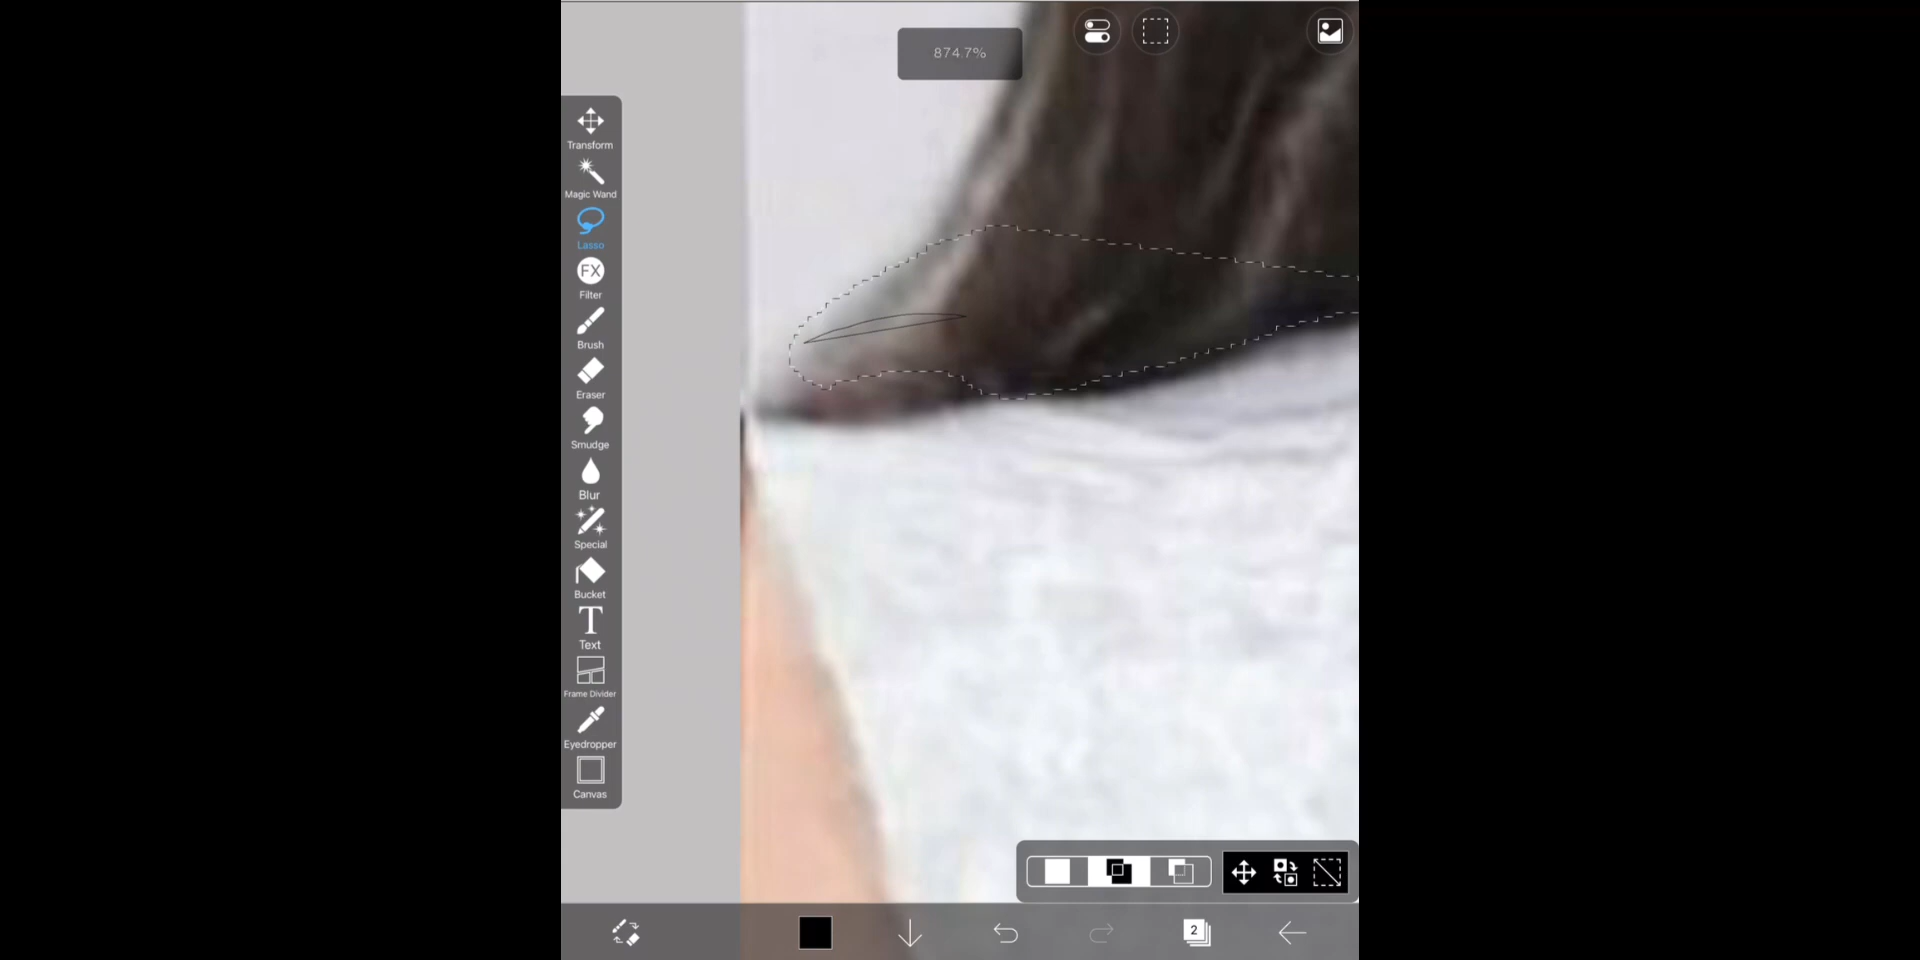 874.7%
Transform
Magic Wand
Lasso
FX
Filter
Brush
Eraser
Smudge
Blur
Special
Bucket
T
Text
Frame Divider
Eyedropper
Canvas
2